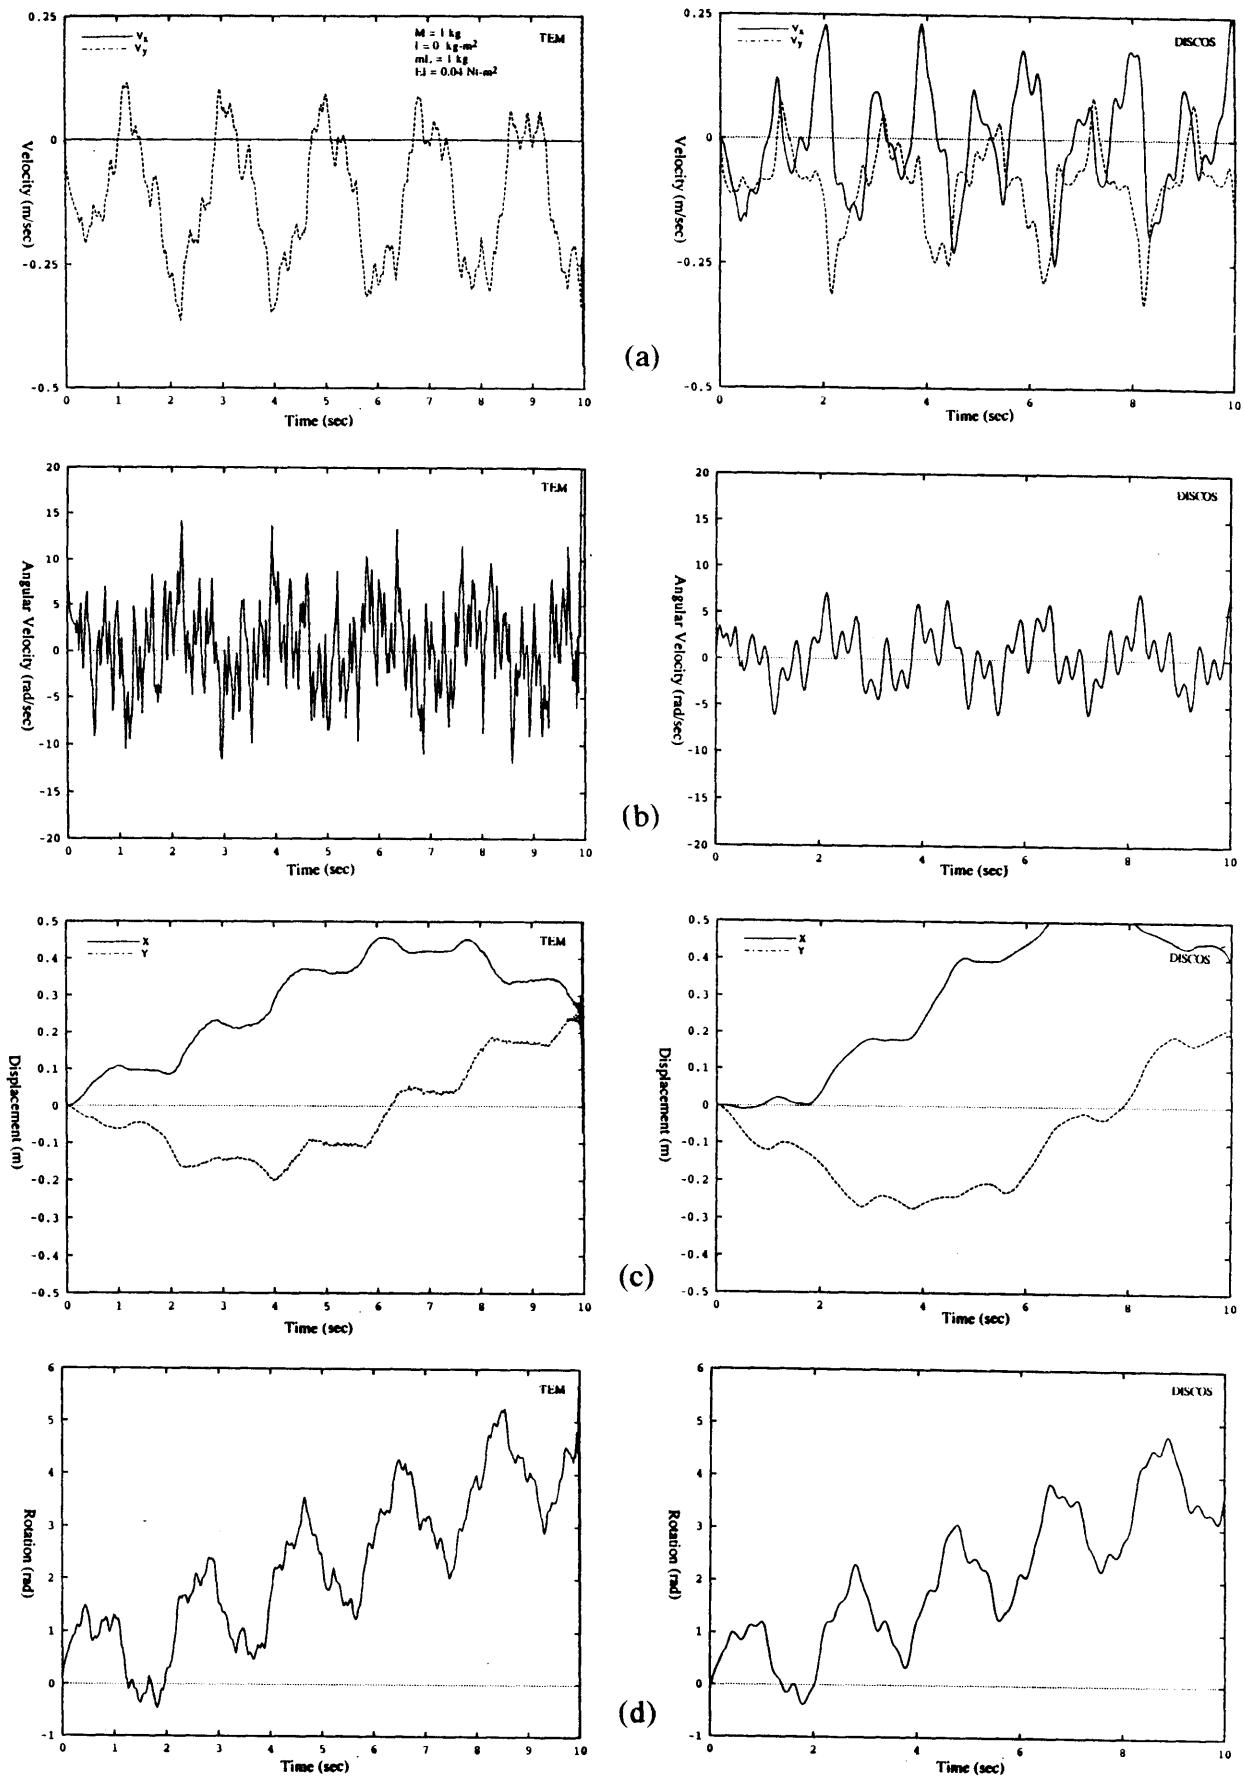 0.25
0
-0.25
-0.5
Velocity (m/sec)
Vx
Vy
M = 1 kg
I = 0 kg-m²
mL = 1 kg
EI = 0.04 Nt-m²
TEM
0 1 2 3 4 5 6 7 8 9 10
Time (sec)
0.25
0
-0.25
-0.5
Velocity (m/sec)
Vx
Vy
DISCOS
0 2 4 6 8 10
Time (sec)
(a)
20
15
10
5
0
-5
-10
-15
-20
Angular Velocity (rad/sec)
TEM
0 1 2 3 4 5 6 7 8 9 10
Time (sec)
20
15
10
5
0
-5
-10
-15
-20
Angular Velocity (rad/sec)
DISCOS
0 2 4 6 8 10
Time (sec)
(b)
0.5
0.4
0.3
0.2
0.1
0
-0.1
-0.2
-0.3
-0.4
-0.5
Displacement (m)
X
Y
TEM
0 1 2 3 4 5 6 7 8 9 10
Time (sec)
0.5
0.4
0.3
0.2
0.1
0
-0.1
-0.2
-0.3
-0.4
-0.5
Displacement (m)
X
Y
DISCOS
0 2 4 6 8 10
Time (sec)
(c)
6
5
4
3
2
1
0
-1
Rotation (rad)
TEM
0 1 2 3 4 5 6 7 8 9 10
Time (sec)
6
5
4
3
2
1
0
-1
Rotation (rad)
DISCOS
0 2 4 6 8 10
Time (sec)
(d)